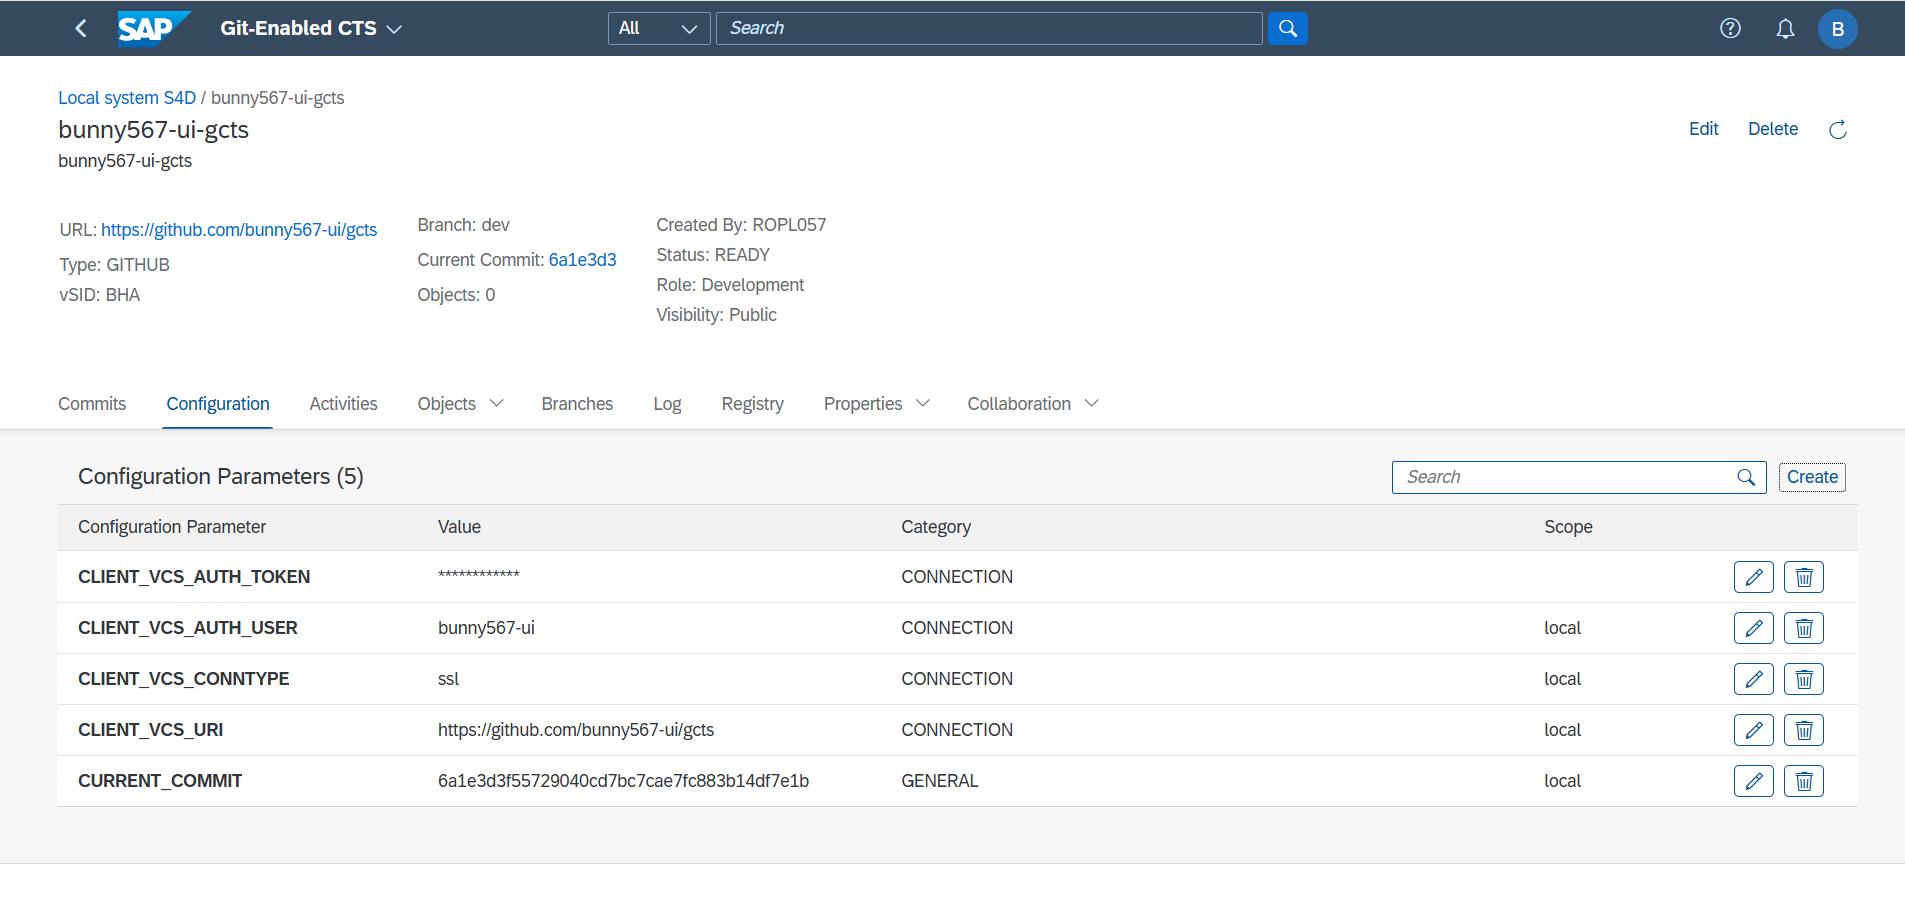 SAP Git-Enabled CTS All Search B
Local system S4D / bunny567-ui-gcts
bunny567-ui-gcts
Edit Delete
bunny567-ui-gcts
URL: https://github.com/bunny567-ui/gcts
Type: GITHUB
vSID: BHA
Branch: dev
Current Commit: 6a1e3d3
Objects: 0
Created By: ROPL057
Status: READY
Role: Development
Visibility: Public
Commits Configuration Activities Objects Branches Log Registry Properties Collaboration
Configuration Parameters (5) Search Create
Configuration Parameter Value Category Scope
CLIENT_VCS_AUTH_TOKEN ************ CONNECTION
CLIENT_VCS_AUTH_USER bunny567-ui CONNECTION local
CLIENT_VCS_CONNTYPE ssl CONNECTION local
CLIENT_VCS_URI https://github.com/bunny567-ui/gcts CONNECTION local
CURRENT_COMMIT 6a1e3d3f55729040cd7bc7cae7fc883b14df7e1b GENERAL local